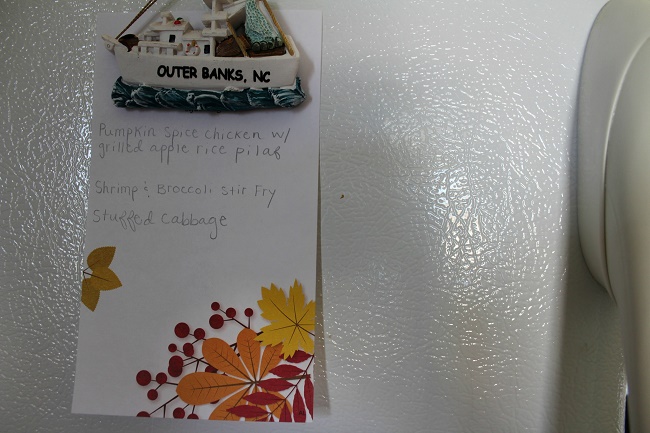 OUTER BANKS, NC
Pumpkin Spice Chicken w/
grilled apple rice pilaf
Shrimp & Broccoli Stir Fry
Stuffed Cabbage